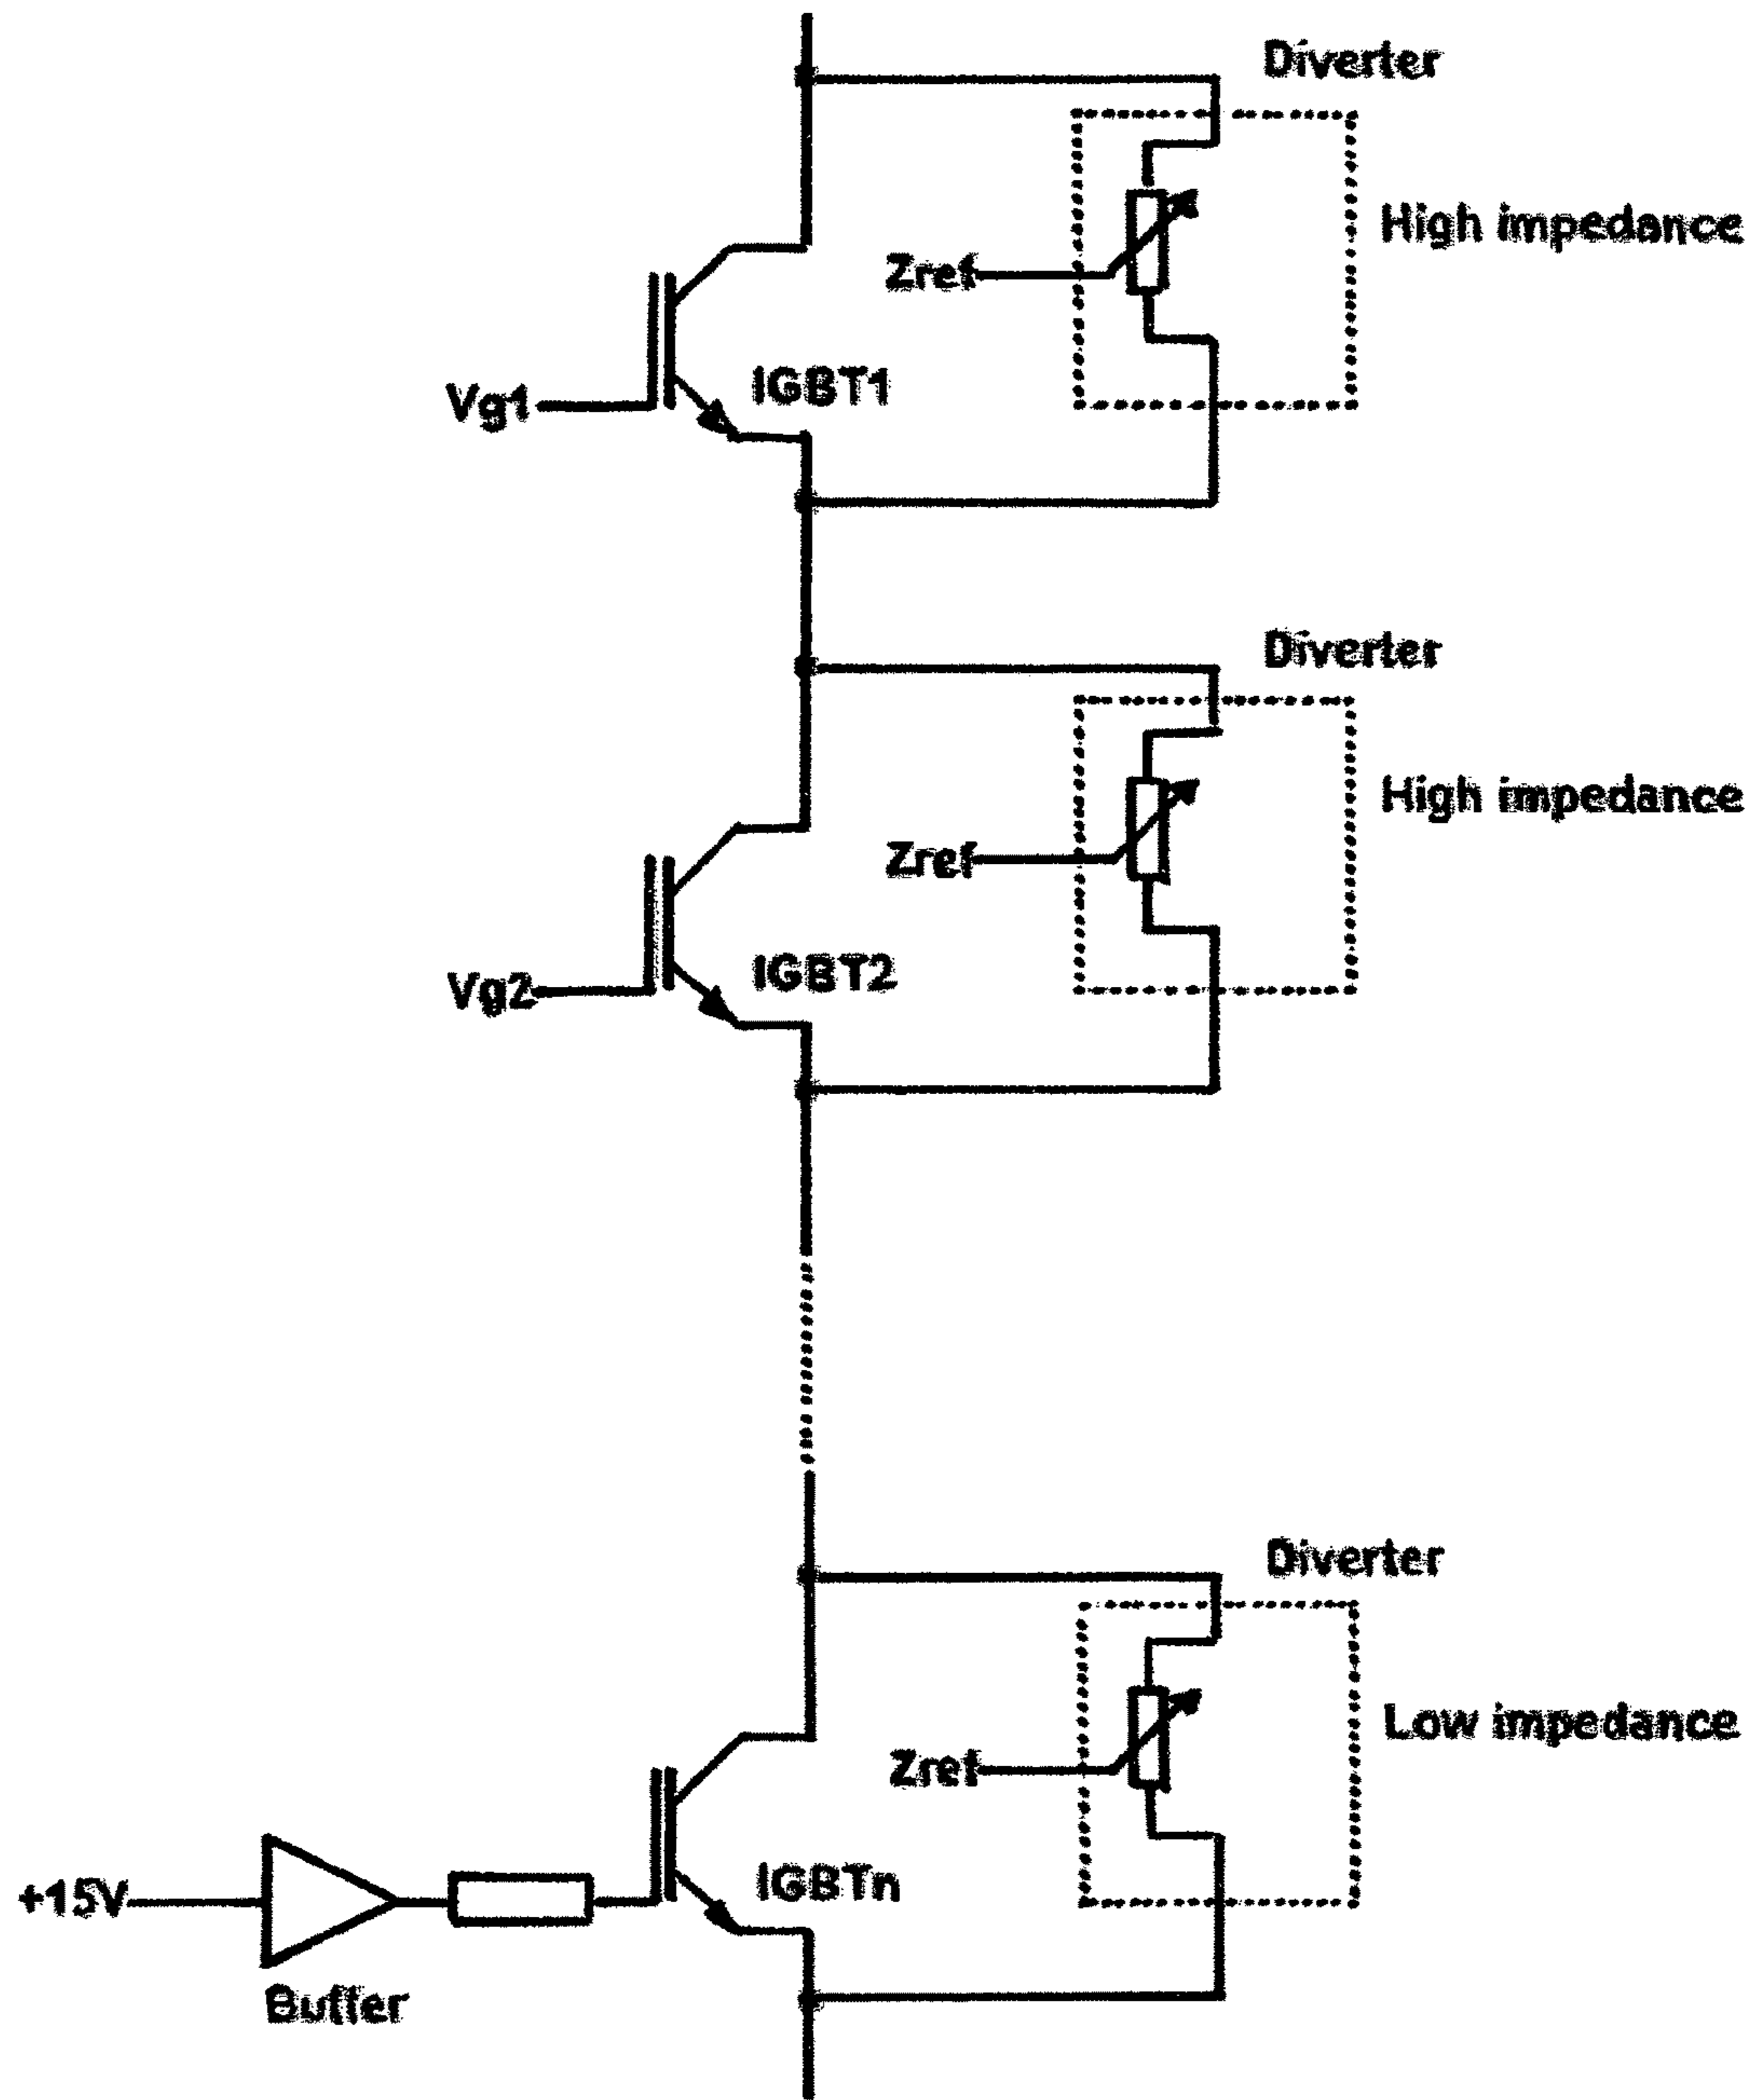 Diverter
High impedance
Zref
IGBT1
Vg1
Diverter
High impedance
Zref
IGBT2
Vg2
Diverter
Low impedance
Zref
IGBTn
+15V
Buffer